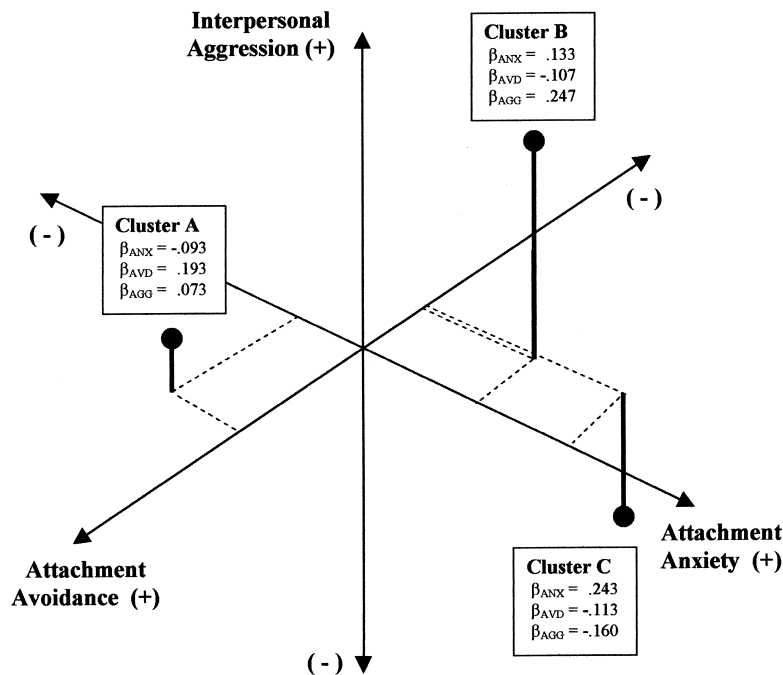 Interpersonal
Aggression (+)
Cluster B
βANX = .133
βAVD = -.107
βAGG = .247
( - )
( - )
Cluster A
βANX = -.093
βAVD = .193
βAGG = .073
Attachment
Avoidance (+)
Attachment
Anxiety (+)
Cluster C
βANX = .243
βAVD = -.113
βAGG = -.160
( - )